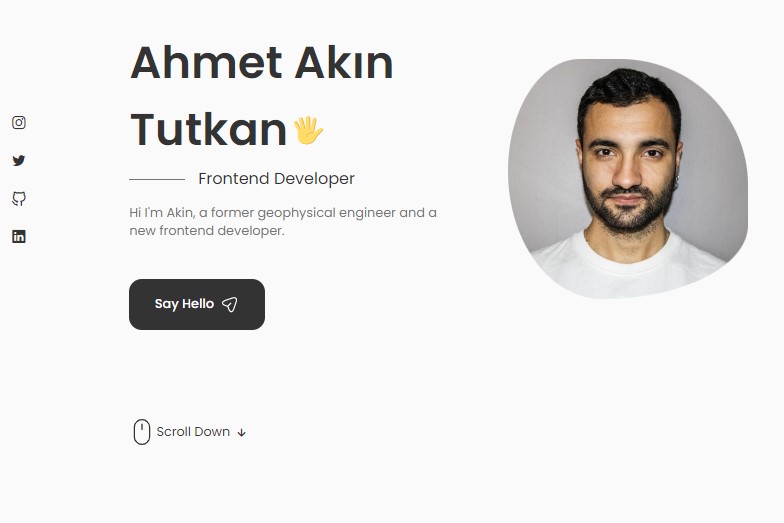 Ahmet Akın
Tutkan👋
Frontend Developer
Hi I'm Akin, a former geophysical engineer and a
new frontend developer.
Say Hello
Scroll Down